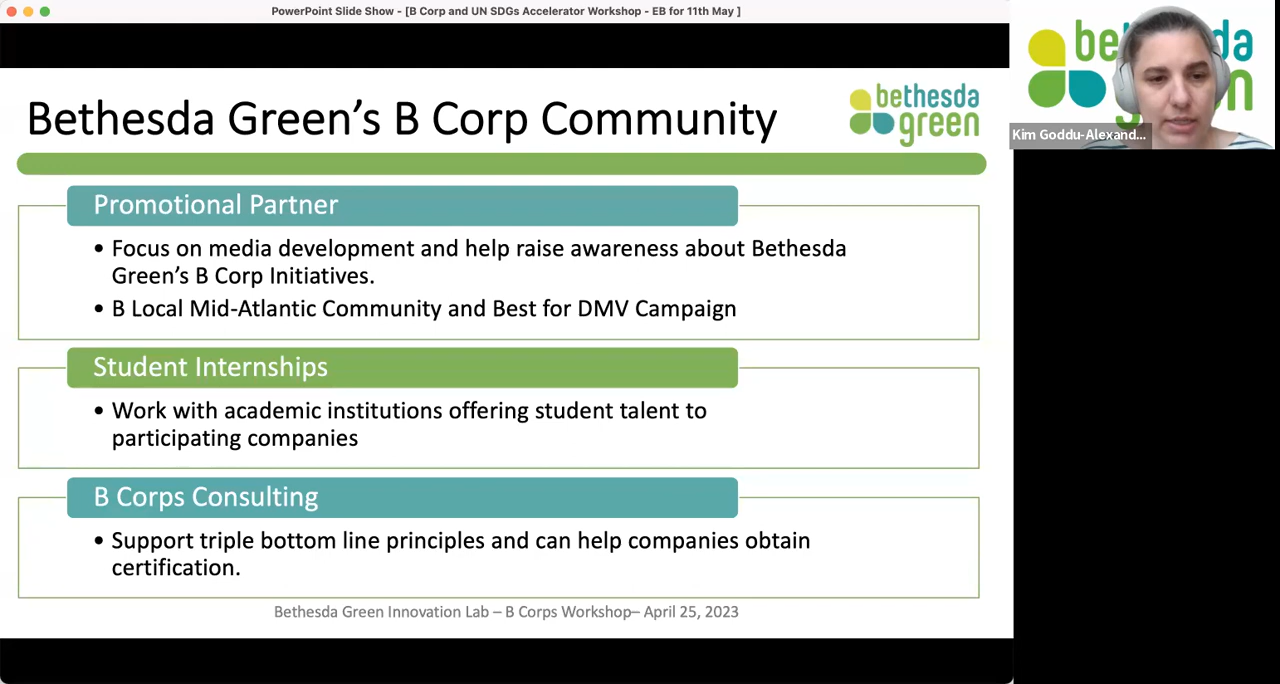 PowerPoint Slide Show - [B Corp and UN SDGs Accelerator Workshop - EB for 11th May ]
Bethesda Green's B Corp Community
bethesda
green
Promotional Partner
• Focus on media development and help raise awareness about Bethesda
Green's B Corp Initiatives.
• B Local Mid-Atlantic Community and Best for DMV Campaign
Student Internships
• Work with academic institutions offering student talent to
participating companies
B Corps Consulting
• Support triple bottom line principles and can help companies obtain
certification.
Bethesda Green Innovation Lab – B Corps Workshop– April 25, 2023
be da
g en
Kim Goddu-Alexand...